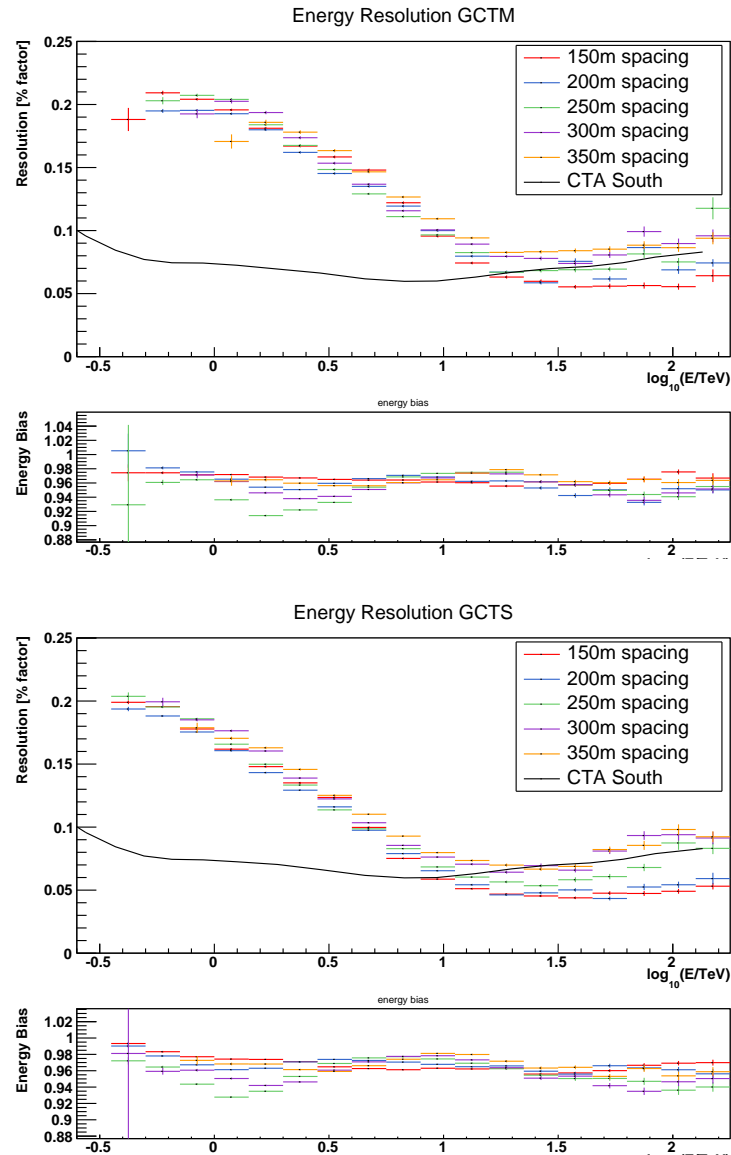 Energy Resolution GCTM
Resolution [% factor]
0.25
0.2
0.15
0.1
0.05
0
150m spacing
200m spacing
250m spacing
300m spacing
350m spacing
CTA South
-0.5 0 0.5 1 1.5 2
log10(E/TeV)
energy bias
Energy Bias
1.04
1.02
1
0.98
0.96
0.94
0.92
0.9
0.88
-0.5 0 0.5 1 1.5 2
Energy Resolution GCTS
Resolution [% factor]
0.25
0.2
0.15
0.1
0.05
0
150m spacing
200m spacing
250m spacing
300m spacing
350m spacing
CTA South
-0.5 0 0.5 1 1.5 2
log10(E/TeV)
energy bias
Energy Bias
1.02
1
0.98
0.96
0.94
0.92
0.9
0.88
-0.5 0 0.5 1 1.5 2